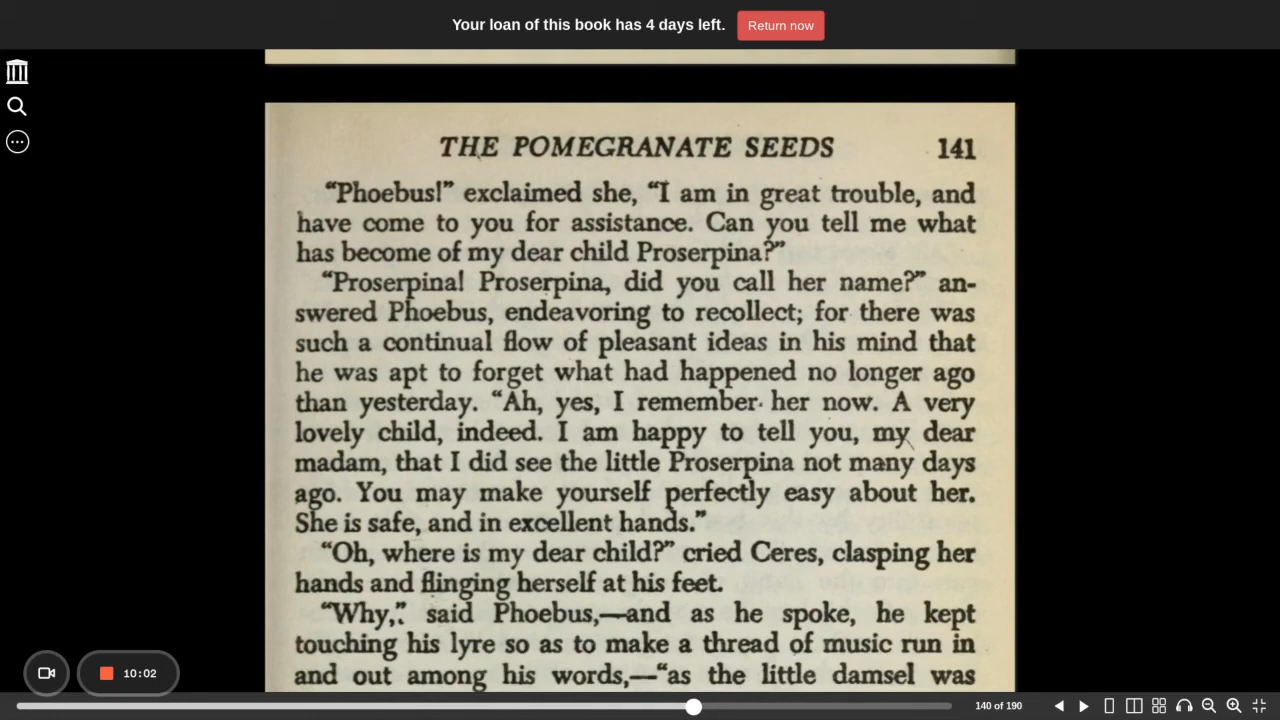 Your loan of this book has 4 days left. Return now
THE POMEGRANATE SEEDS 141
“Phoebus!” exclaimed she, “I am in great trouble, and
have come to you for assistance. Can you tell me what
has become of my dear child Proserpina?”
“Proserpina! Proserpina, did you call her name?” an-
swered Phoebus, endeavoring to recollect; for there was
such a continual flow of pleasant ideas in his mind that
he was apt to forget what had happened no longer ago
than yesterday. “Ah, yes, I remember her now. A very
lovely child, indeed. I am happy to tell you, my dear
madam, that I did see the little Proserpina not many days
ago. You may make yourself perfectly easy about her.
She is safe, and in excellent hands.”
“Oh, where is my dear child?” cried Ceres, clasping her
hands and flinging herself at his feet.
“Why,” said Phoebus,—and as he spoke, he kept
touching his lyre so as to make a thread of music run in
and out among his words,—“as the little damsel was
10:02
140 of 190